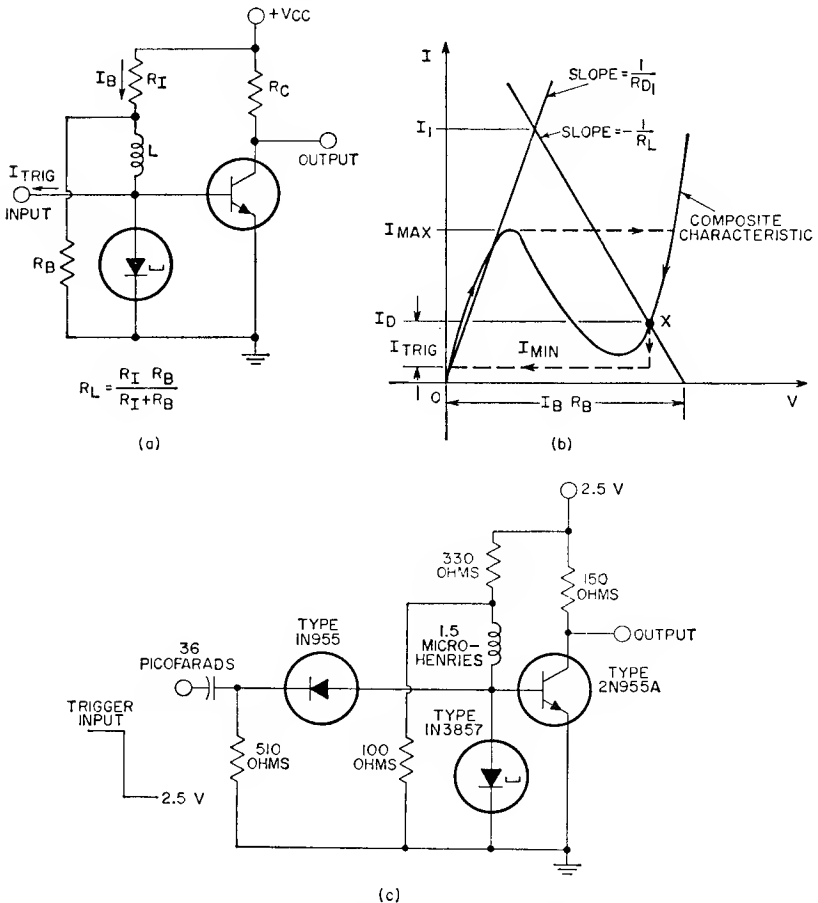 +VCC
IB
RI
RC
L
OUTPUT
ITRIG
INPUT
RB
RL = RI RB / RI+RB
(a)
I
SLOPE = 1/RD1
I1
SLOPE = -1/RL
IMAX
COMPOSITE
CHARACTERISTIC
ID
X
ITRIG
IMIN
O
IB RB
V
(b)
2.5 V
330
OHMS
150
OHMS
OUTPUT
1.5
MICRO-
HENRIES
TYPE
IN955
36
PICOFARADS
TYPE
2N955A
TRIGGER
INPUT
TYPE
IN3857
510
OHMS
100
OHMS
2.5 V
(c)